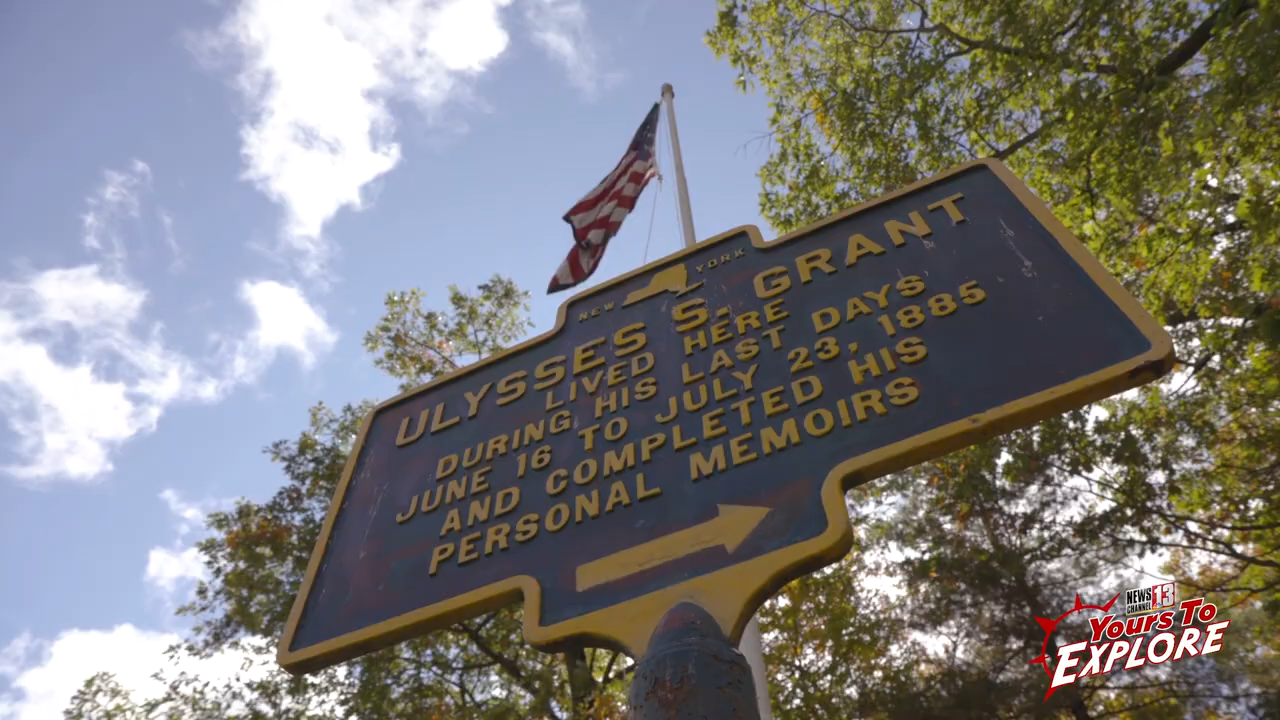 NEW YORK
ULYSSES S. GRANT
LIVED HERE
DURING HIS LAST DAYS
JUNE 16 TO JULY 23, 1885
AND COMPLETED HIS
PERSONAL MEMOIRS
NEWS 13
CHANNEL
Yours To
EXPLORE